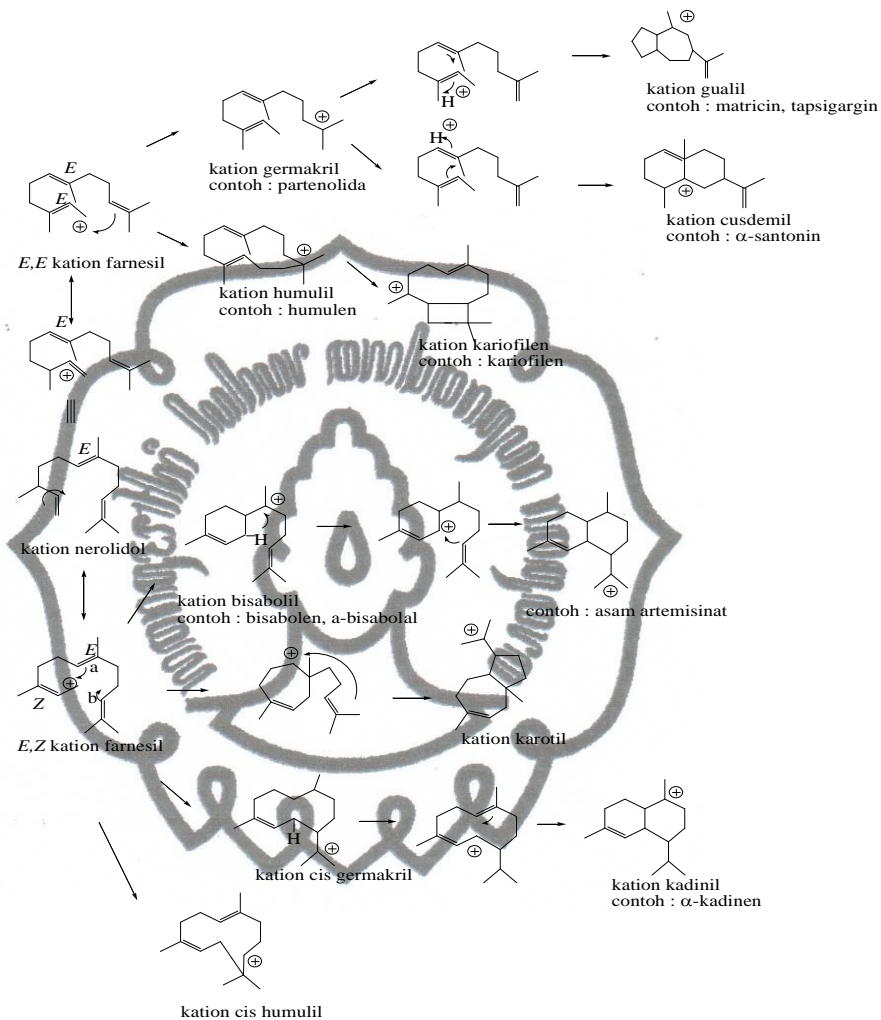 kation gualil
contoh : matricin, tapsigargin
H
kation germakril
contoh : partenolida
H
E
E
kation cusdemil
contoh : α-santonin
E,E kation farnesil
kation humulil
contoh : humulen
kation kariofilen
contoh : kariofilen
E
E
kation nerolidol
H
kation bisabolil
contoh : bisabolen, a-bisabolal
contoh : asam artemisinat
E
a
b
Z
E,Z kation farnesil
kation karotil
H
kation cis germakril
kation kadinil
contoh : α-kadinen
kation cis humulil